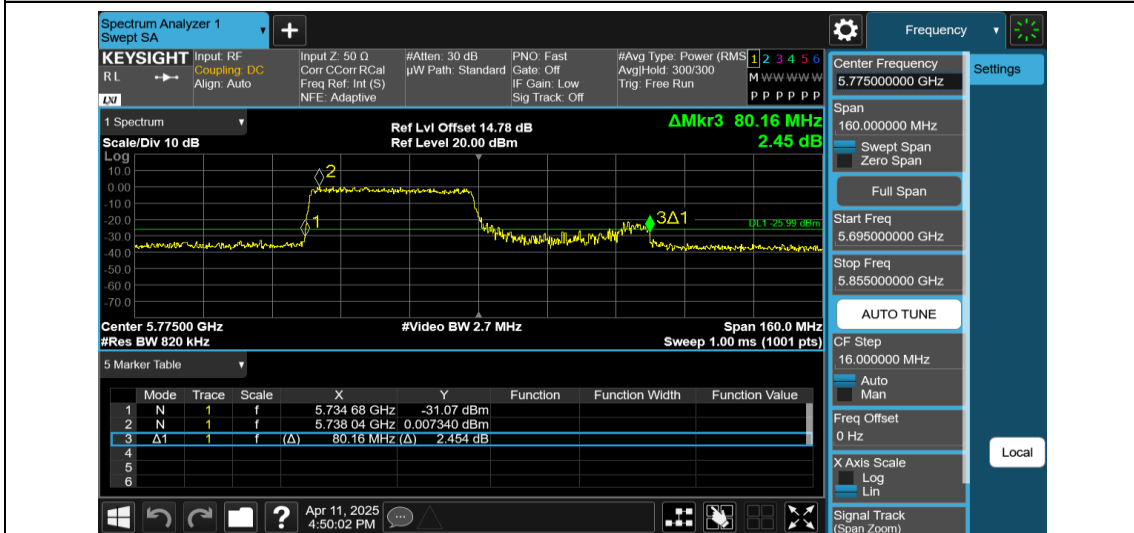 Spectrum Analyzer 1
Swept SA
Frequency
KEYSIGHT
R L
LXI
Input: RF
Coupling: DC
Align: Auto
Input Z: 50 Ω
Corr CCorr RCal
Freq Ref: Int (S)
NFE: Adaptive
#Atten: 30 dB
µW Path: Standard
PNO: Fast
Gate: Off
IF Gain: Low
Sig Track: Off
#Avg Type: Power (RMS
Avg|Hold: 300/300
Trig: Free Run
1 2 3 4 5 6
M W W W W W
P P P P P P
1 Spectrum
Scale/Div 10 dB
Ref Lvl Offset 14.78 dB
Ref Level 20.00 dBm
ΔMkr3 80.16 MHz
2.45 dB
Log
10.0
0.00
-10.0
-20.0
-30.0
-40.0
-50.0
-60.0
-70.0
2
1
3Δ1
DL1 -25.99 dBm
Center 5.77500 GHz
#Video BW 2.7 MHz
Span 160.0 MHz
#Res BW 820 kHz
Sweep 1.00 ms (1001 pts)
5 Marker Table
Mode Trace Scale X Y Function Function Width Function Value
1 N 1 f 5.734 68 GHz -31.07 dBm
2 N 1 f 5.738 04 GHz 0.007340 dBm
3 Δ1 1 f (Δ) 80.16 MHz (Δ) 2.454 dB
4
5
6
Apr 11, 2025
4:50:02 PM
Center Frequency
5.775000000 GHz
Span
160.000000 MHz
Swept Span
Zero Span
Full Span
Start Freq
5.695000000 GHz
Stop Freq
5.855000000 GHz
AUTO TUNE
CF Step
16.000000 MHz
Auto
Man
Freq Offset
0 Hz
X Axis Scale
Log
Lin
Signal Track
(Span Zoom)
Settings
Local